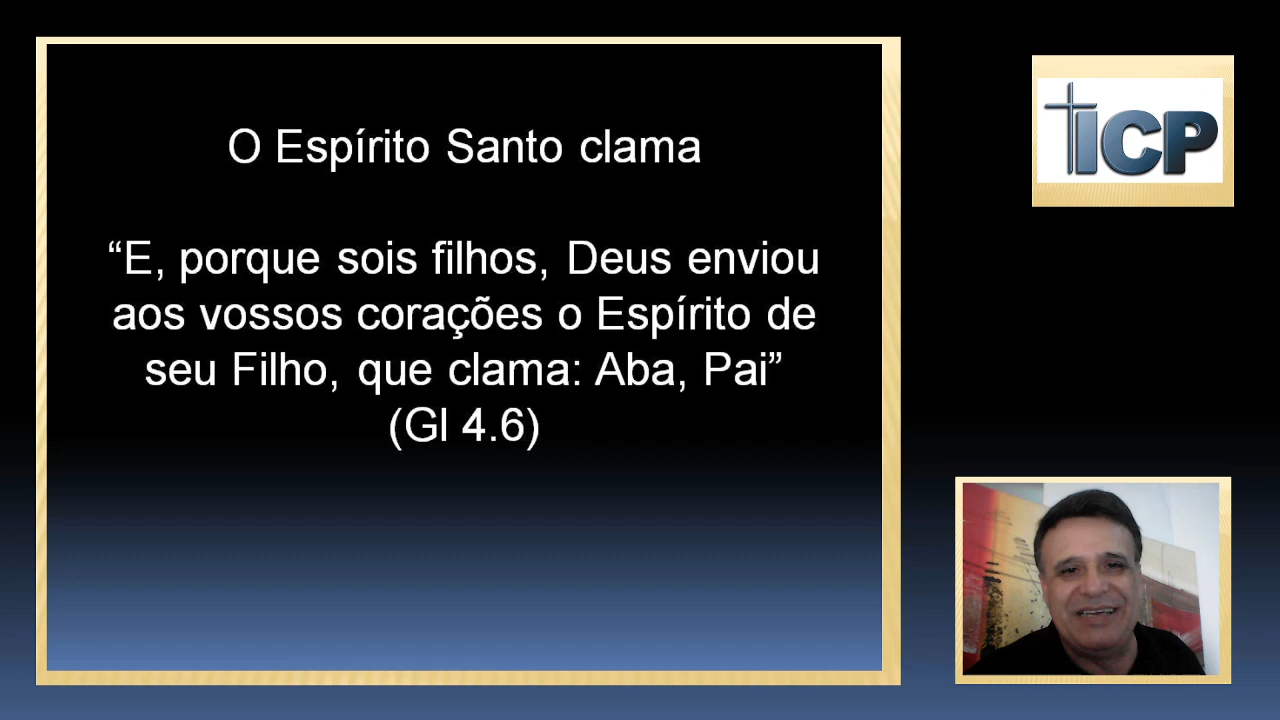 O Espírito Santo clama
“E, porque sois filhos, Deus enviou
aos vossos corações o Espírito de
seu Filho, que clama: Aba, Pai”
(Gl 4.6)
ICP